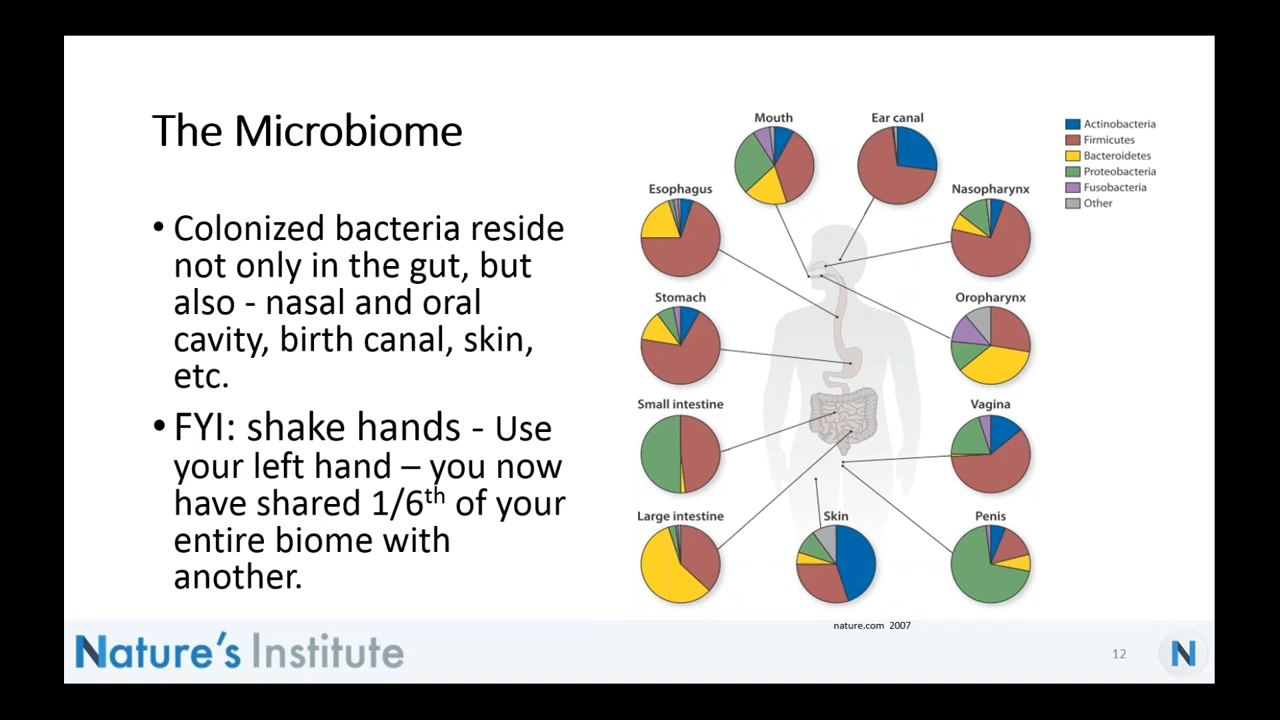 The Microbiome
• Colonized bacteria reside
not only in the gut, but
also - nasal and oral
cavity, birth canal, skin,
etc.
• FYI: shake hands - Use
your left hand – you now
have shared 1/6th of your
entire biome with
another.
Mouth
Ear canal
Esophagus
Nasopharynx
Stomach
Oropharynx
Small intestine
Vagina
Large intestine
Skin
Penis
Actinobacteria
Firmicutes
Bacteroidetes
Proteobacteria
Fusobacteria
Other
nature.com 2007
Nature's Institute
12
N